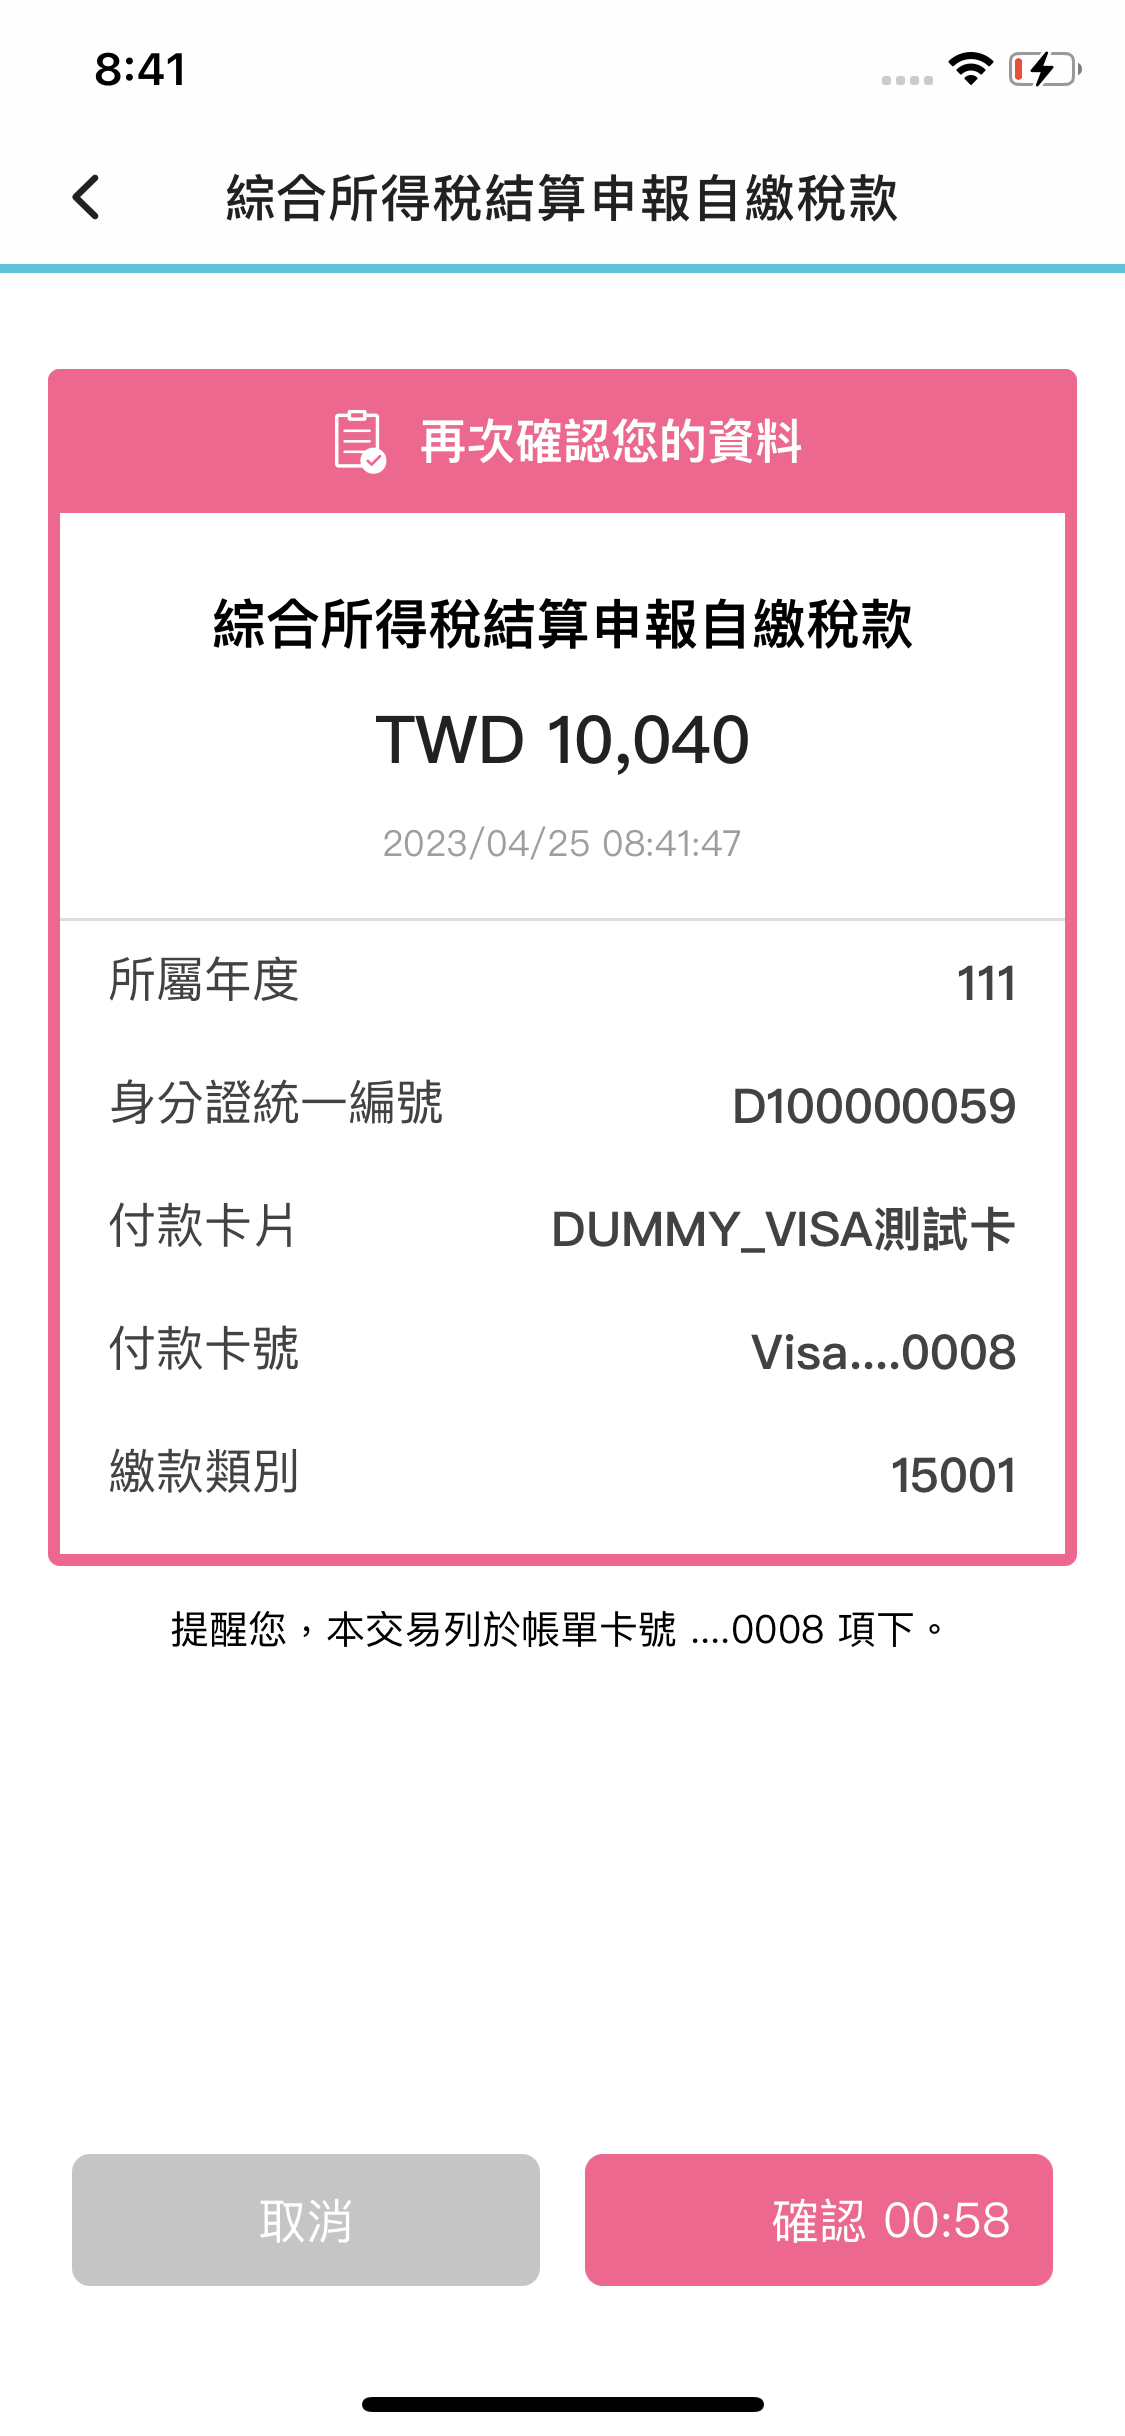 8:41
綜合所得稅結算申報自繳稅款
再次確認您的資料
綜合所得稅結算申報自繳稅款
TWD 10,040
2023/04/25 08:41:47
所屬年度 111
身分證統一編號 D100000059
付款卡片 DUMMY_VISA測試卡
付款卡號 Visa....0008
繳款類別 15001
提醒您，本交易列於帳單卡號 ....0008 項下。
取消 確認 00:58